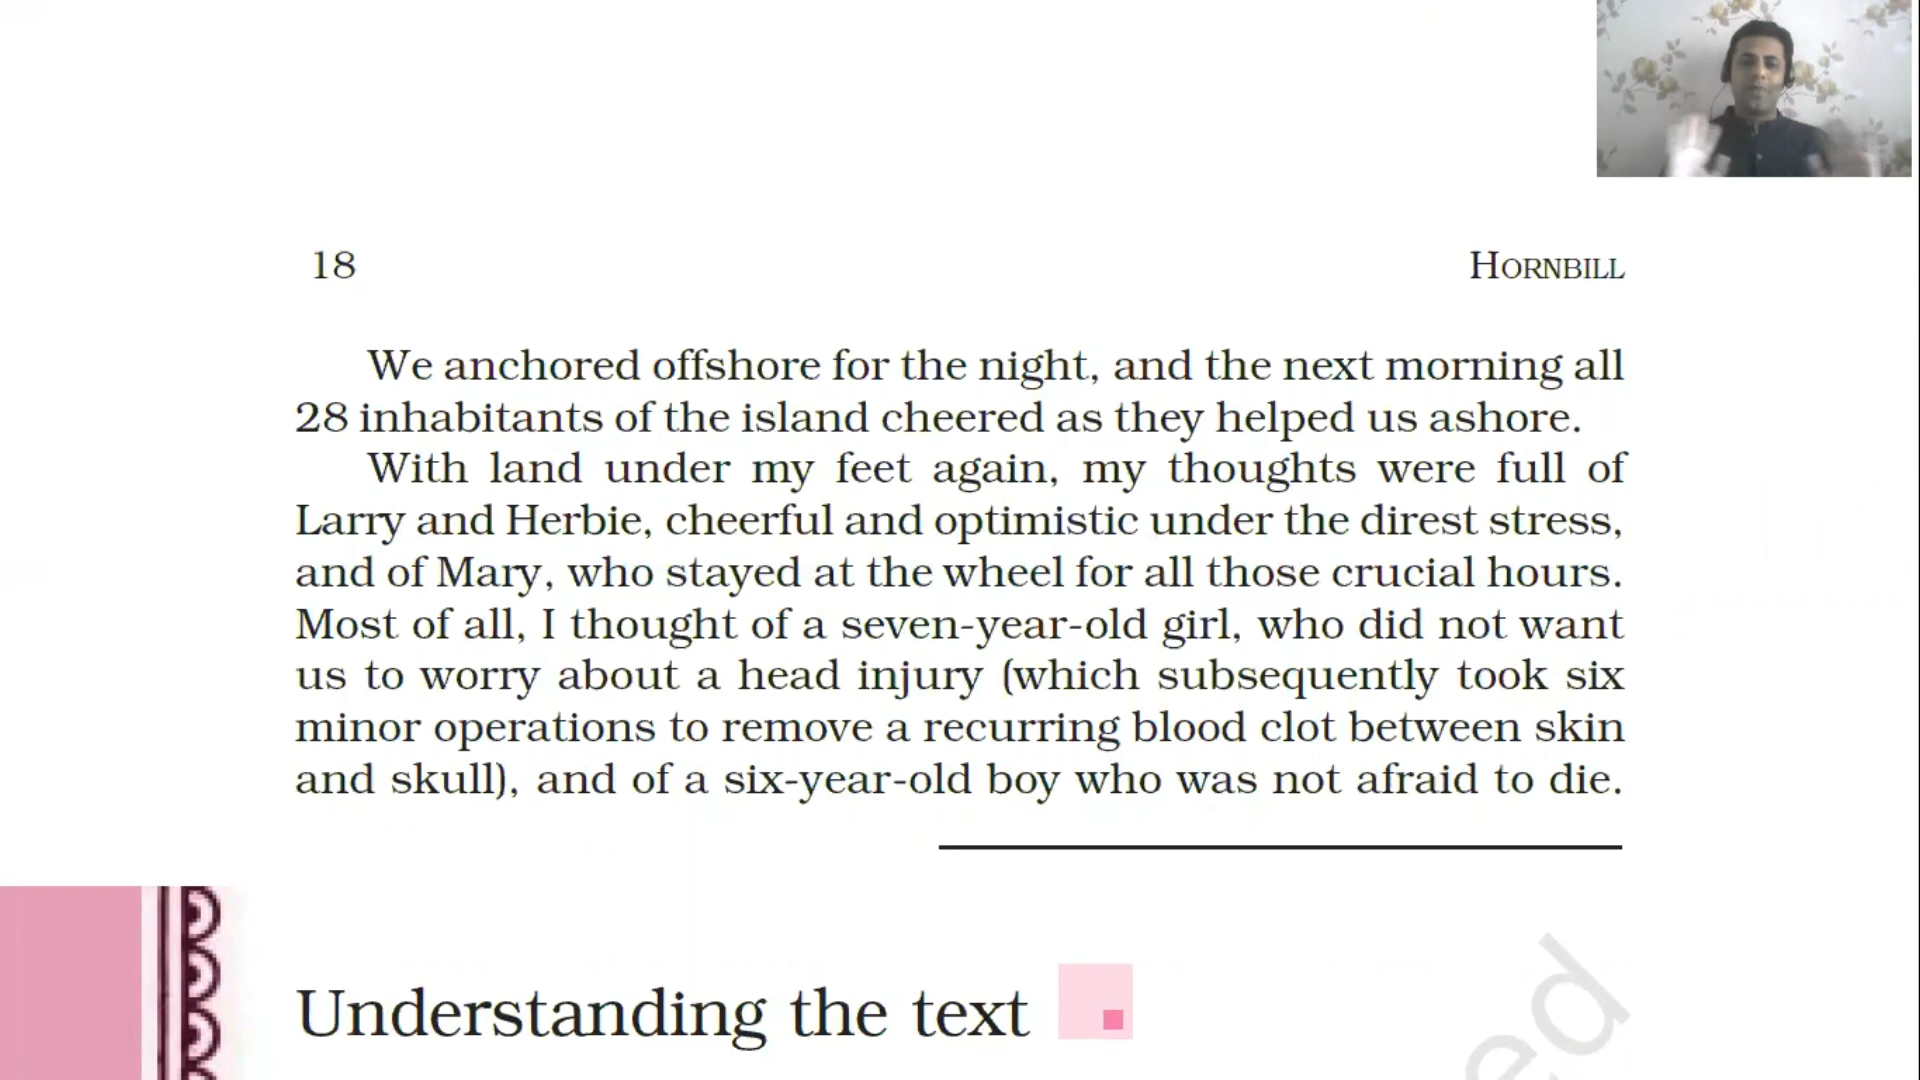 18 HORNBILL
We anchored offshore for the night, and the next morning all
28 inhabitants of the island cheered as they helped us ashore.
With land under my feet again, my thoughts were full of
Larry and Herbie, cheerful and optimistic under the direst stress,
and of Mary, who stayed at the wheel for all those crucial hours.
Most of all, I thought of a seven-year-old girl, who did not want
us to worry about a head injury (which subsequently took six
minor operations to remove a recurring blood clot between skin
and skull), and of a six-year-old boy who was not afraid to die.
Understanding the text
ed